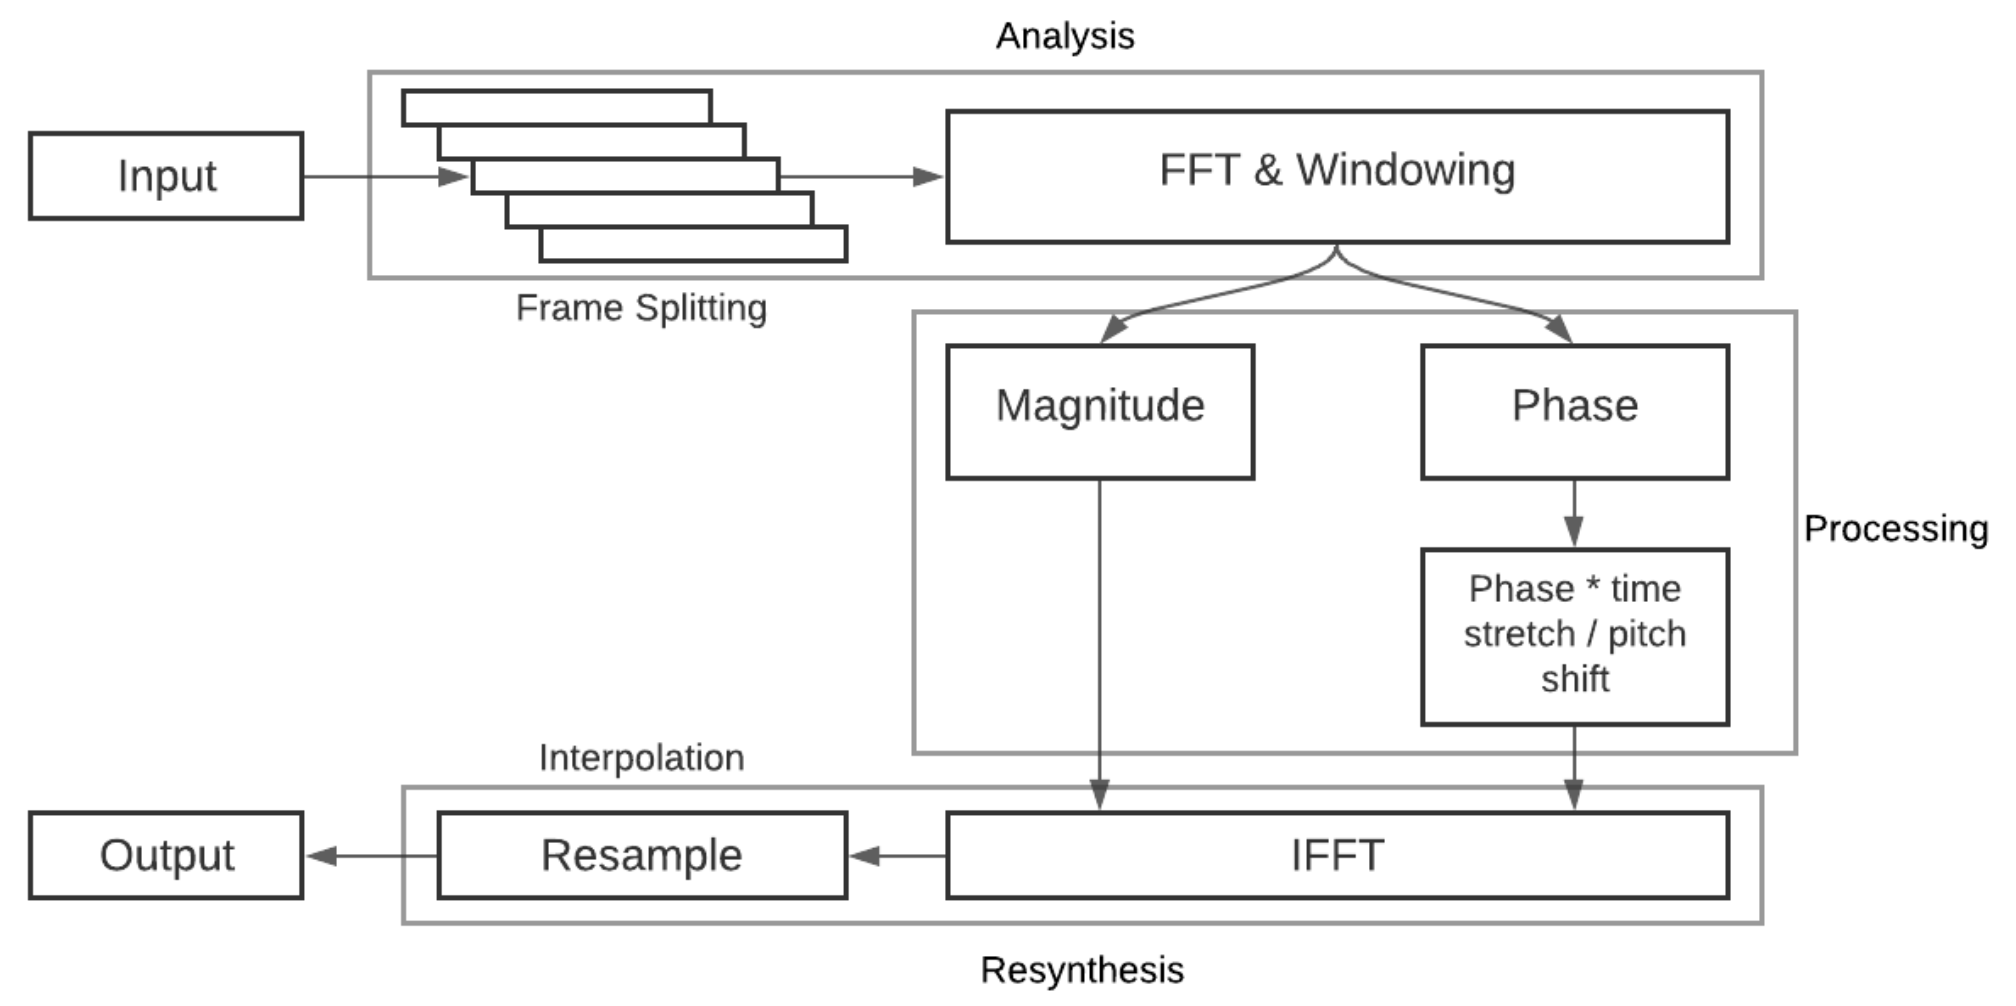 Analysis
Input
FFT & Windowing
Frame Splitting
Magnitude
Phase
Processing
Phase * time
stretch / pitch
shift
Interpolation
Output
Resample
IFFT
Resynthesis